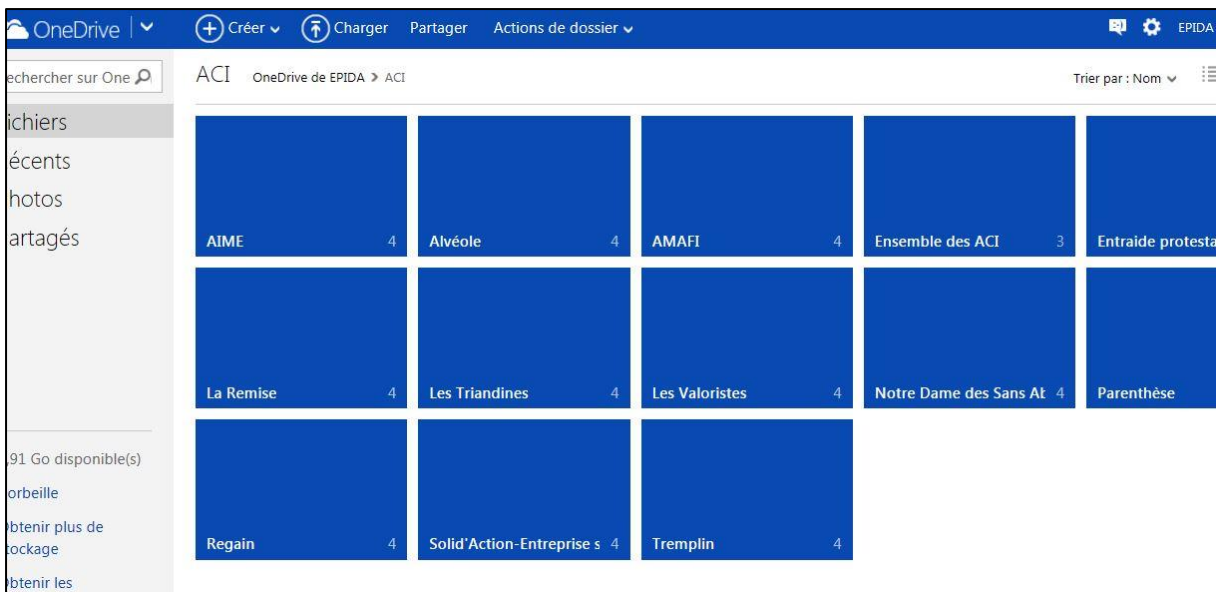 OneDrive Créer Charger Partager Actions de dossier EPIDA
echercher sur One
ACI OneDrive de EPIDA > ACI Trier par : Nom
ichiers
écents
hotos
artagés
AIME 4 Alvéole 4 AMAFI 4 Ensemble des ACI 3 Entraide protesta
La Remise 4 Les Triandines 4 Les Valoristes 4 Notre Dame des Sans Ab 4 Parenthèse
Regain 4 Solid'Action-Entreprise s 4 Tremplin 4
,91 Go disponible(s)
orbeille
btenir plus de
tockage
btenir les